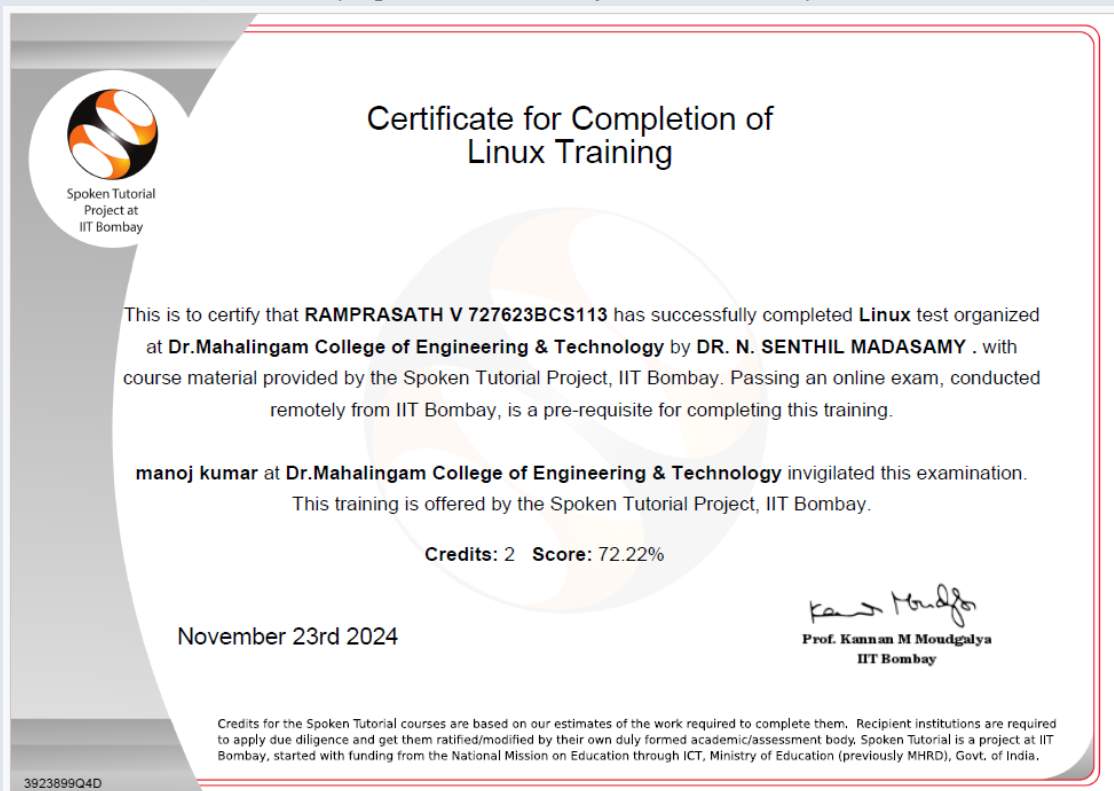 Spoken Tutorial
Project at
IIT Bombay
Certificate for Completion of
Linux Training
This is to certify that RAMPRASATH V 727623BCS113 has successfully completed Linux test organized
at Dr.Mahalingam College of Engineering & Technology by DR. N. SENTHIL MADASAMY . with
course material provided by the Spoken Tutorial Project, IIT Bombay. Passing an online exam, conducted
remotely from IIT Bombay, is a pre-requisite for completing this training.
manoj kumar at Dr.Mahalingam College of Engineering & Technology invigilated this examination.
This training is offered by the Spoken Tutorial Project, IIT Bombay.
Credits: 2 Score: 72.22%
November 23rd 2024
Prof. Kannan M Moudgalya
IIT Bombay
Credits for the Spoken Tutorial courses are based on our estimates of the work required to complete them. Recipient institutions are required
to apply due diligence and get them ratified/modified by their own duly formed academic/assessment body. Spoken Tutorial is a project at IIT
Bombay, started with funding from the National Mission on Education through ICT, Ministry of Education (previously MHRD), Govt. of India.
3923899Q4D